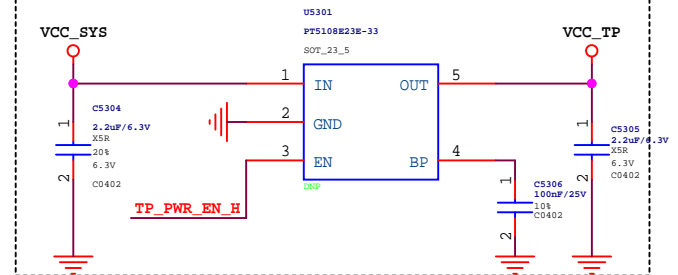 U5301
PT5108E23E-33
SOT_23_5
VCC_SYS
VCC_TP
1
IN
OUT
5
2
GND
3
EN
BP
4
DNP
C5304
1
2.2uF/6.3V
X5R
20%
6.3V
2
C0402
TP_PWR_EN_H
C5305
1
2.2uF/6.3V
X5R
6.3V
2
C0402
1
C5306
100nF/25V
10%
C0402
2